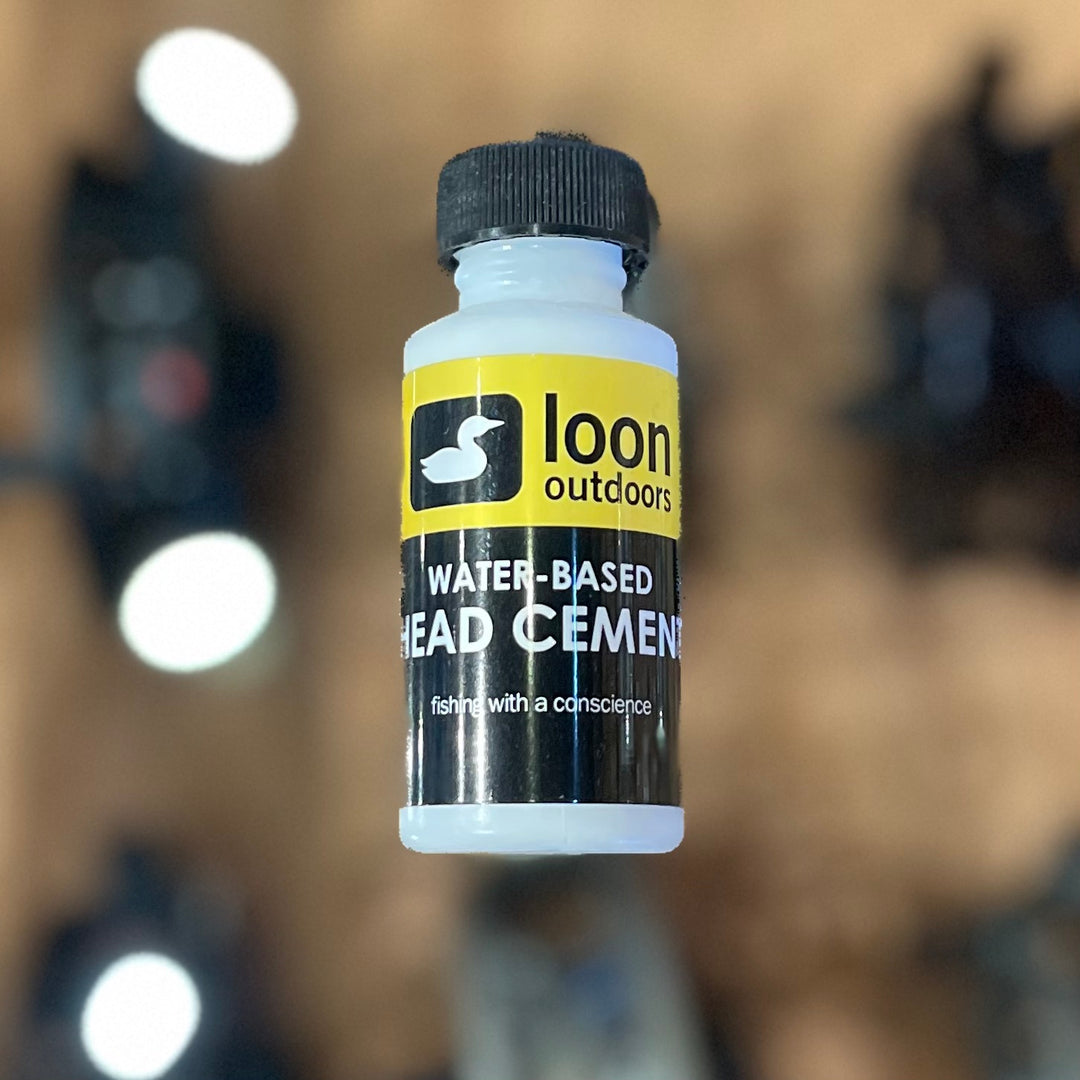 loon
outdoors
WATER-BASED
HEAD CEMENT
fishing with a conscience